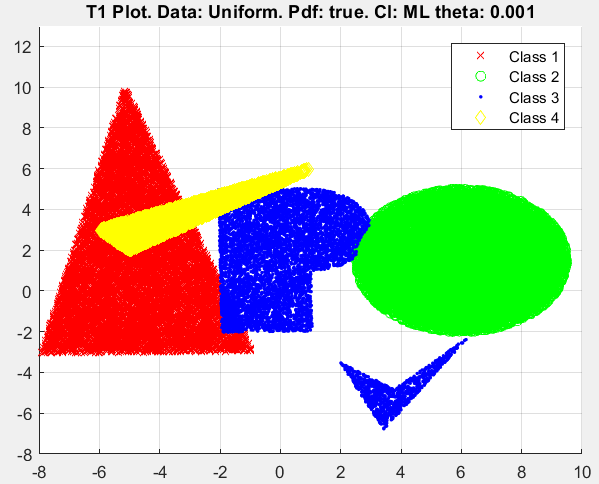 T1 Plot. Data: Uniform. Pdf: true. Cl: ML theta: 0.001
Class 1
Class 2
Class 3
Class 4
12
10
8
6
4
2
0
-2
-4
-6
-8
-8 -6 -4 -2 0 2 4 6 8 10